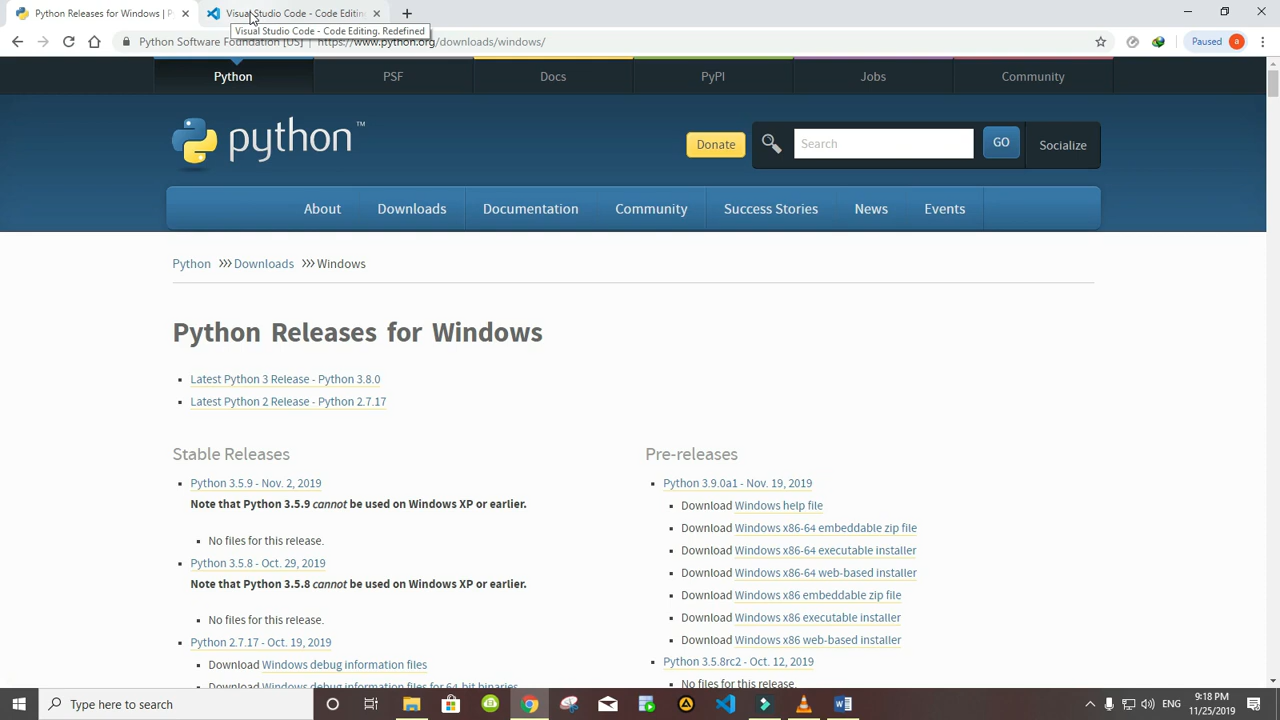 Python Releases for Windows | P
Visual Studio Code - Code Editin
Visual Studio Code - Code Editing. Redefined
Python Software Foundation [US] | https://www.python.org/downloads/windows/
Paused a
Python PSF Docs PyPI Jobs Community
python™
Donate
Search
GO
Socialize
About Downloads Documentation Community Success Stories News Events
Python >>> Downloads >>> Windows
Python Releases for Windows
Latest Python 3 Release - Python 3.8.0
Latest Python 2 Release - Python 2.7.17
Stable Releases
Python 3.5.9 - Nov. 2, 2019
Note that Python 3.5.9 cannot be used on Windows XP or earlier.
No files for this release.
Python 3.5.8 - Oct. 29, 2019
Note that Python 3.5.8 cannot be used on Windows XP or earlier.
No files for this release.
Python 2.7.17 - Oct. 19, 2019
Download Windows debug information files
Download Windows debug information files for 64-bit binaries
Pre-releases
Python 3.9.0a1 - Nov. 19, 2019
Download Windows help file
Download Windows x86-64 embeddable zip file
Download Windows x86-64 executable installer
Download Windows x86-64 web-based installer
Download Windows x86 embeddable zip file
Download Windows x86 executable installer
Download Windows x86 web-based installer
Python 3.5.8rc2 - Oct. 12, 2019
No files for this release.
Type here to search
ENG
9:18 PM
11/25/2019